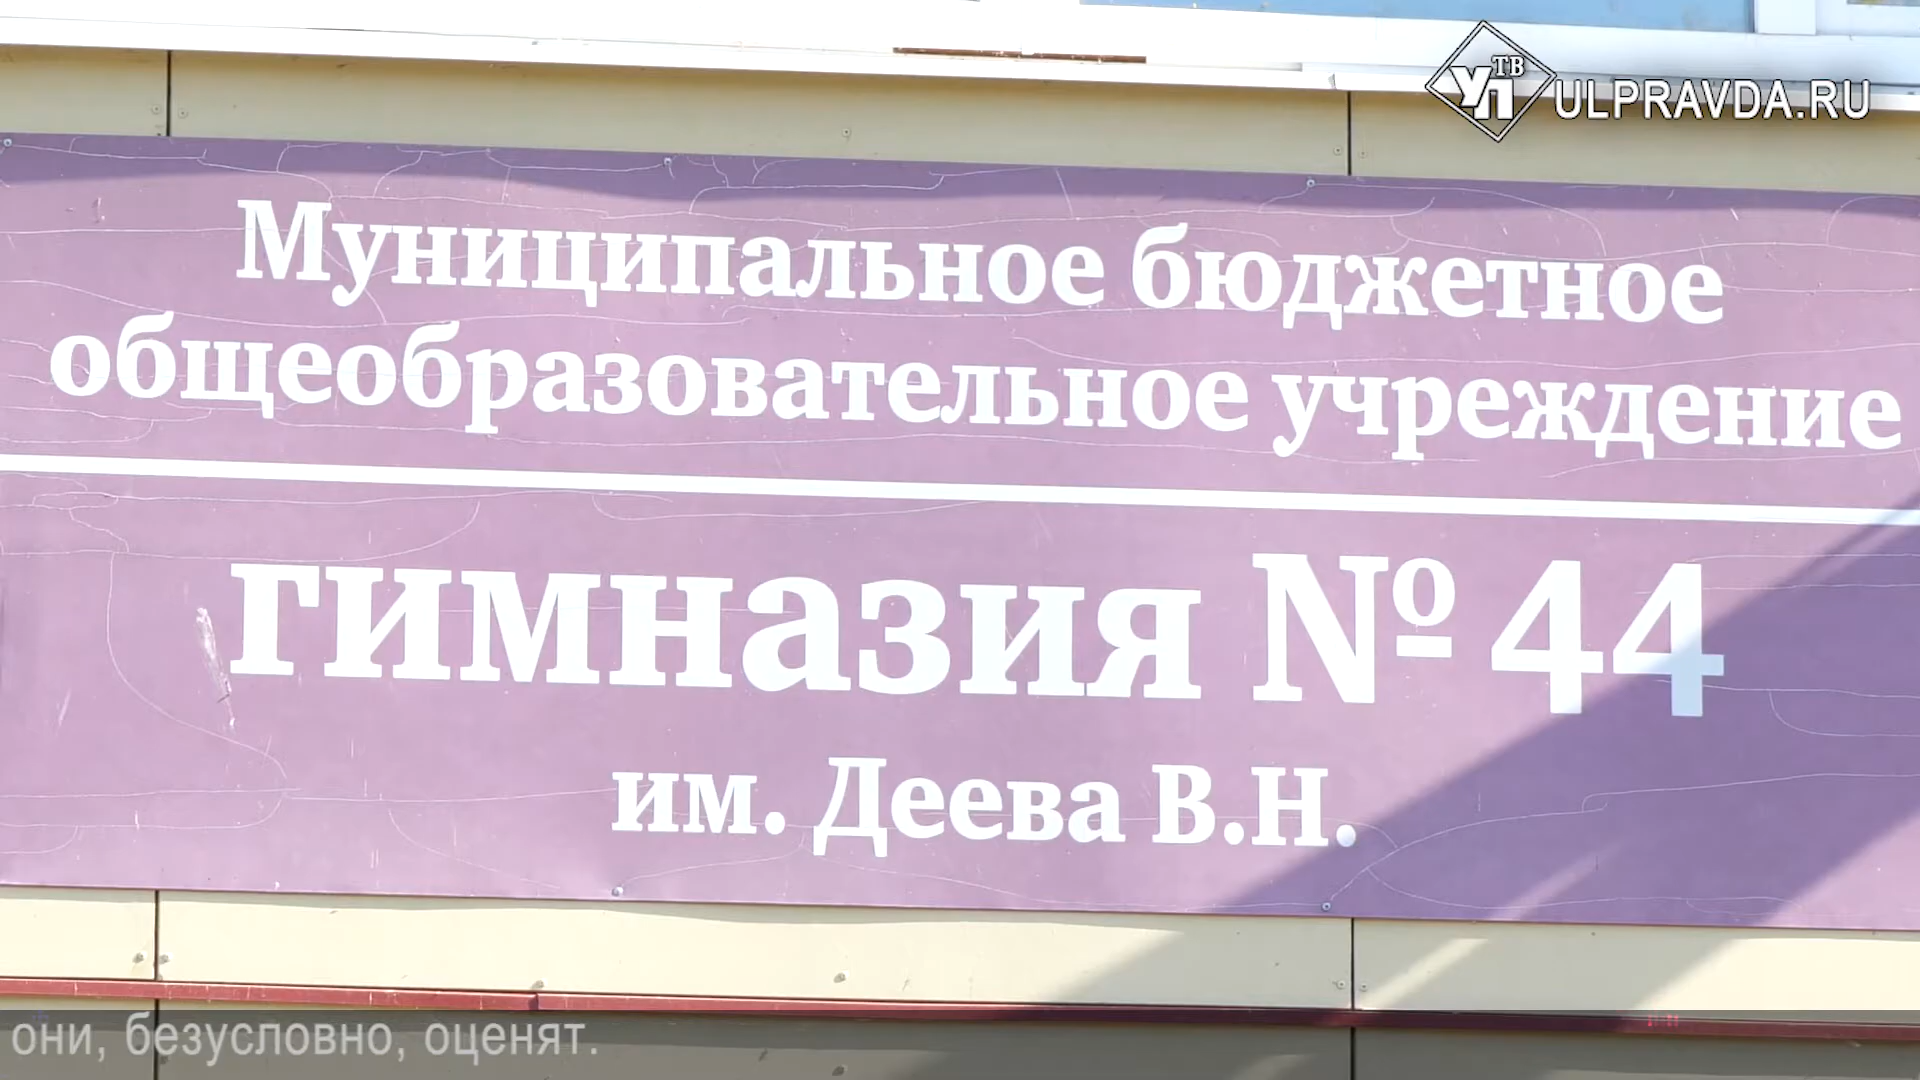 УП ТВ ULPRAVDA.RU
Муниципальное бюджетное
общеобразовательное учреждение
гимназия № 44
им. Деева В.Н.
они, безусловно, оценят.